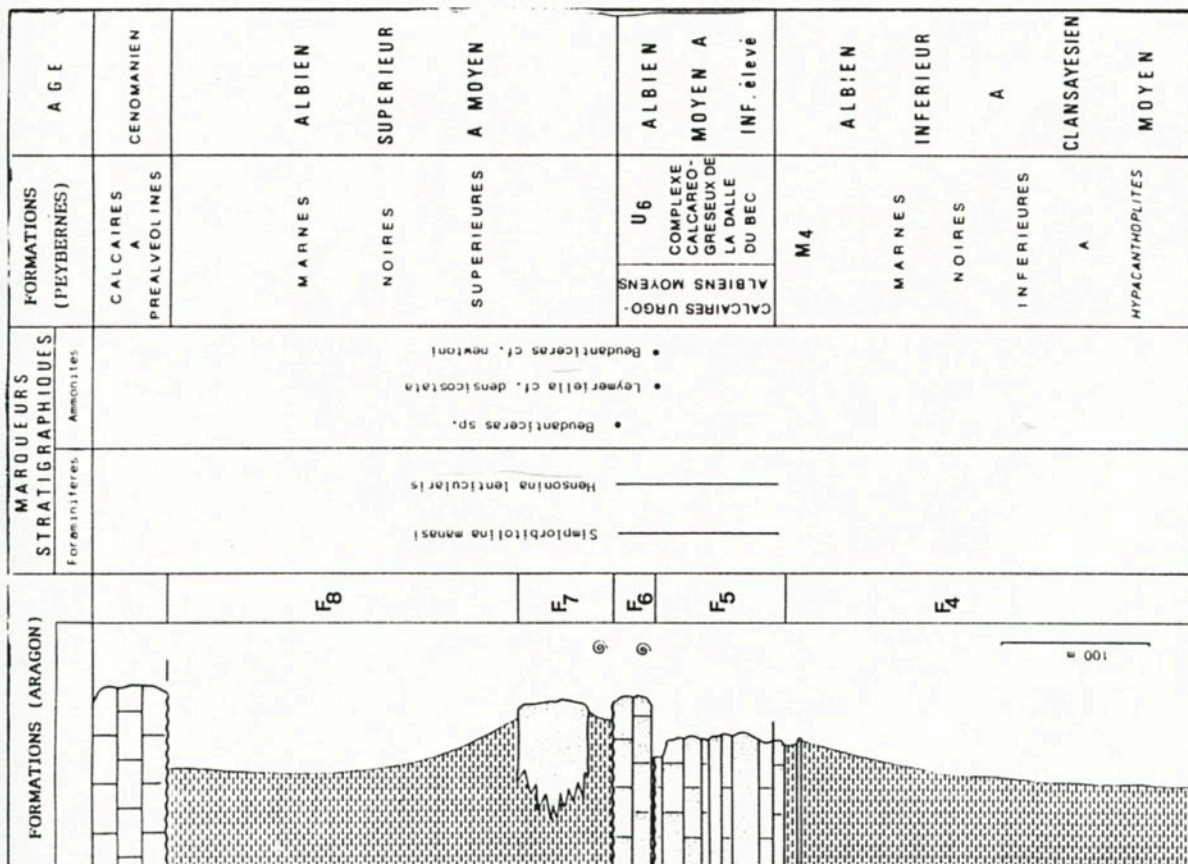 AGE
CENOMANIEN
ALBIEN
SUPERIEUR
A MOYEN
ALBIEN
MOYEN A
INF. élevé
ALBIEN
INFERIEUR
A
CLANSAYESIEN
MOYEN
FORMATIONS
(PEYBERNES)
CALCAIRES
A
PREALVEOLINES
MARNES
NOIRES
SUPERIEURES
U6
COMPLEXE
CALCAREO-
GRESEUX DE
LA DALLE
DU BEC
CALCAIRES URGO-
ALBIENS MOYENS
M4
MARNES
NOIRES
INFERIEURES
A
HYPACANTHOPLITES
MARQUEURS
STRATIGRAPHIQUES
Ammonites
Beudanticeras cf. newtoni
Leymeriella cf. densicostata
Beudanticeras sp.
Foraminifères
Hensonina lenticularis
Simplorbitolina manasi
FORMATIONS (ARAGON)
F8
F7
F6
F5
F4
100 m